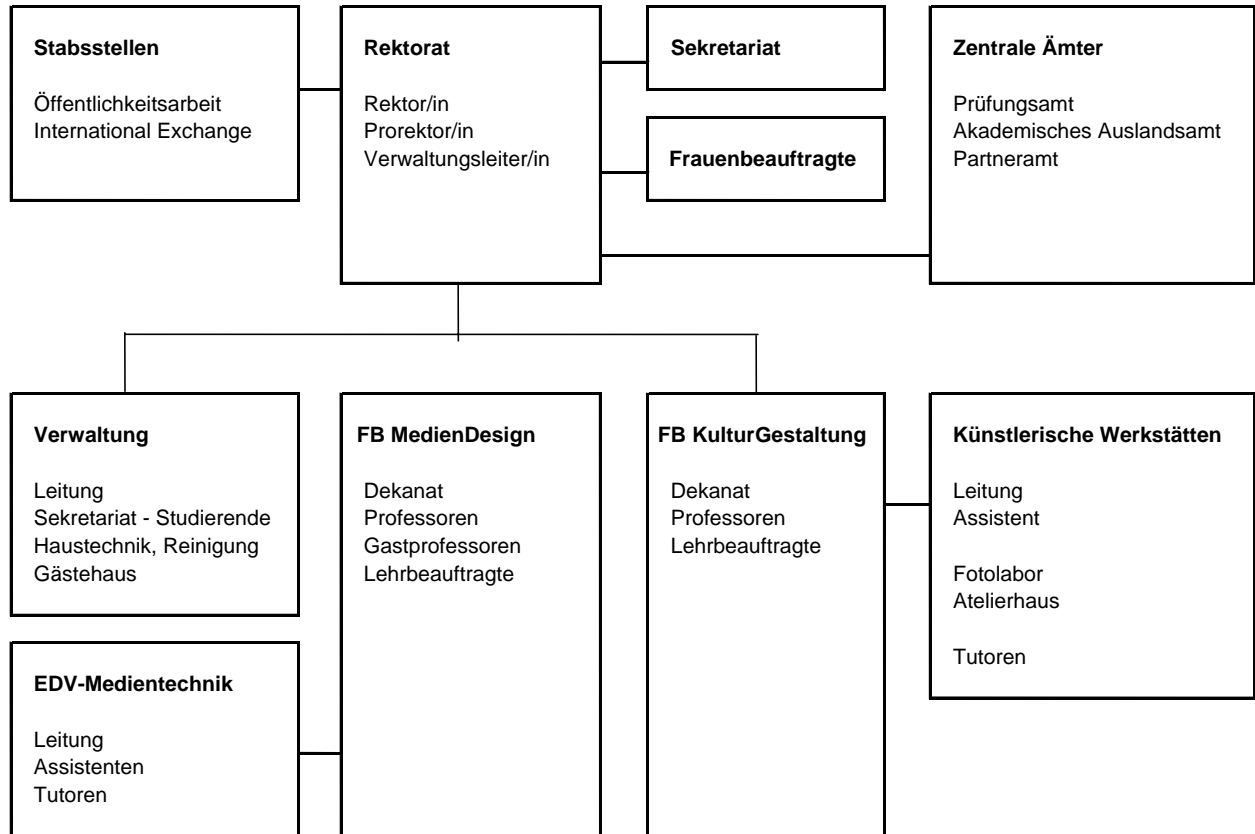 Stabsstellen
Öffentlichkeitsarbeit
International Exchange
Rektorat
Rektor/in
Prorektor/in
Verwaltungsleiter/in
Sekretariat
Frauenbeauftragte
Zentrale Ämter
Prüfungsamt
Akademisches Auslandsamt
Partneramt
Verwaltung
Leitung
Sekretariat - Studierende
Haustechnik, Reinigung
Gästehaus
EDV-Medientechnik
Leitung
Assistenten
Tutoren
FB MedienDesign
Dekanat
Professoren
Gastprofessoren
Lehrbeauftragte
FB KulturGestaltung
Dekanat
Professoren
Lehrbeauftragte
Künstlerische Werkstätten
Leitung
Assistent
Fotolabor
Atelierhaus
Tutoren